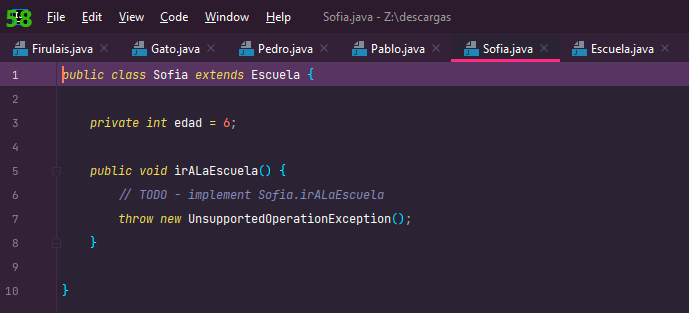 58 File Edit View Code Window Help Sofia.java - Z:\descargas
Firulais.java × Gato.java × Pedro.java × Pablo.java × Sofia.java × Escuela.java ×
1 public class Sofia extends Escuela {
2
3 private int edad = 6;
4
5 public void irALaEscuela() {
6 // TODO - implement Sofia.irALaEscuela
7 throw new UnsupportedOperationException();
8 }
9
10 }